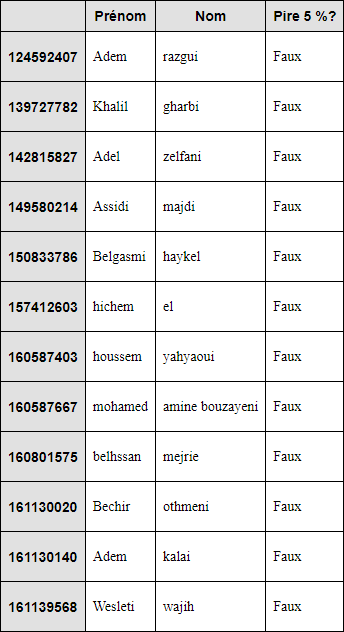 Prénom Nom Pire 5 %?
124592407 Adem razgui Faux
139727782 Khalil gharbi Faux
142815827 Adel zelfani Faux
149580214 Assidi majdi Faux
150833786 Belgasmi haykel Faux
157412603 hichem el Faux
160587403 houssem yahyaoui Faux
160587667 mohamed amine bouzayeni Faux
160801575 belhssan mejrie Faux
161130020 Bechir othmeni Faux
161130140 Adem kalai Faux
161139568 Wesleti wajih Faux